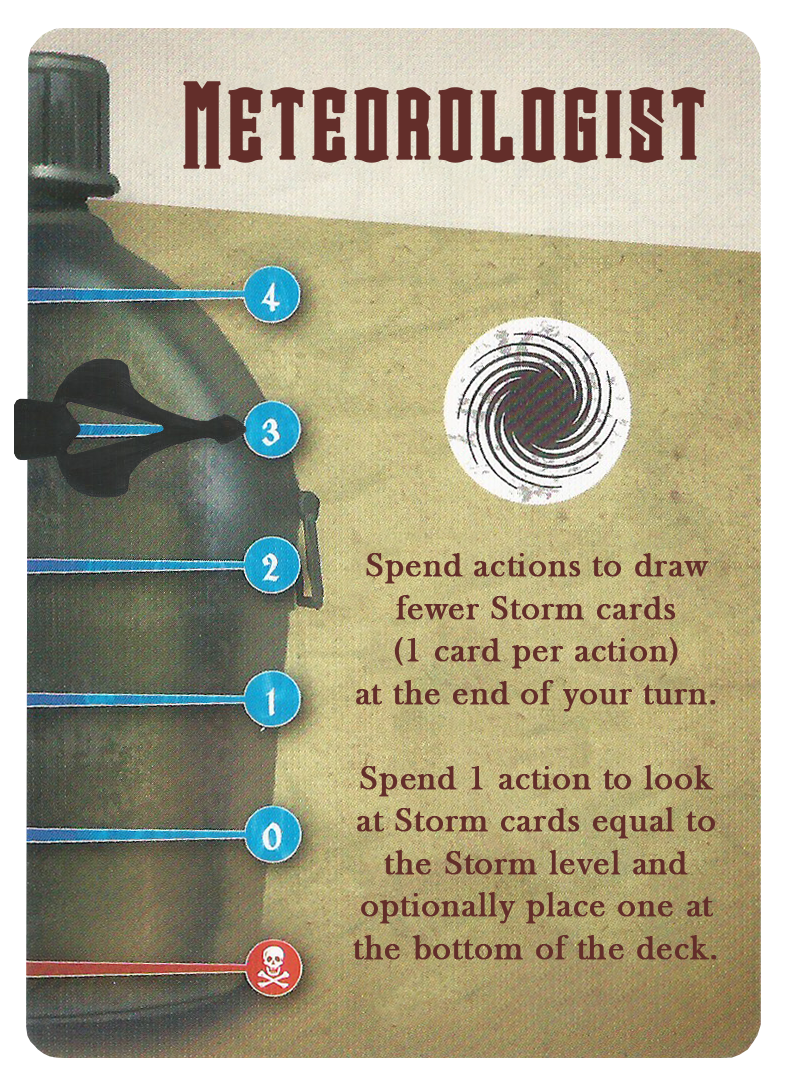 METEOROLOGIST
4
3
2
1
0
Spend actions to draw
fewer Storm cards
(1 card per action)
at the end of your turn.
Spend 1 action to look
at Storm cards equal to
the Storm level and
optionally place one at
the bottom of the deck.